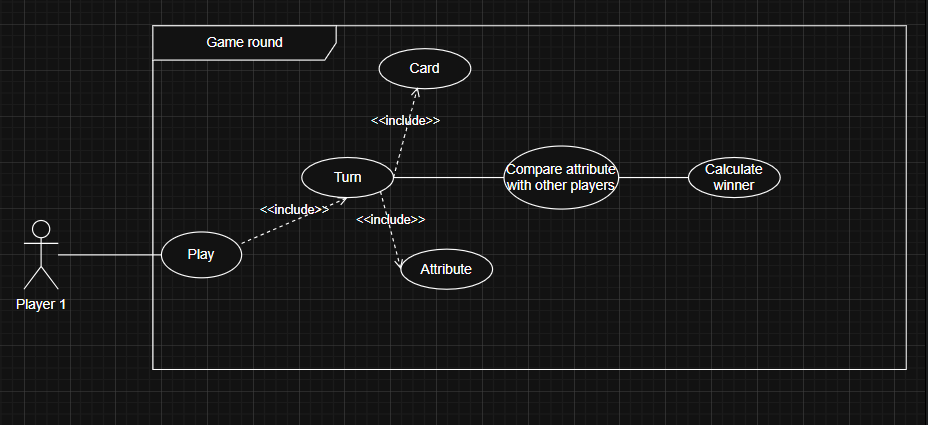 Game round
Card
<<include>>
Turn
Compare attribute
with other players
Calculate
winner
<<include>>
<<include>>
Play
Attribute
Player 1